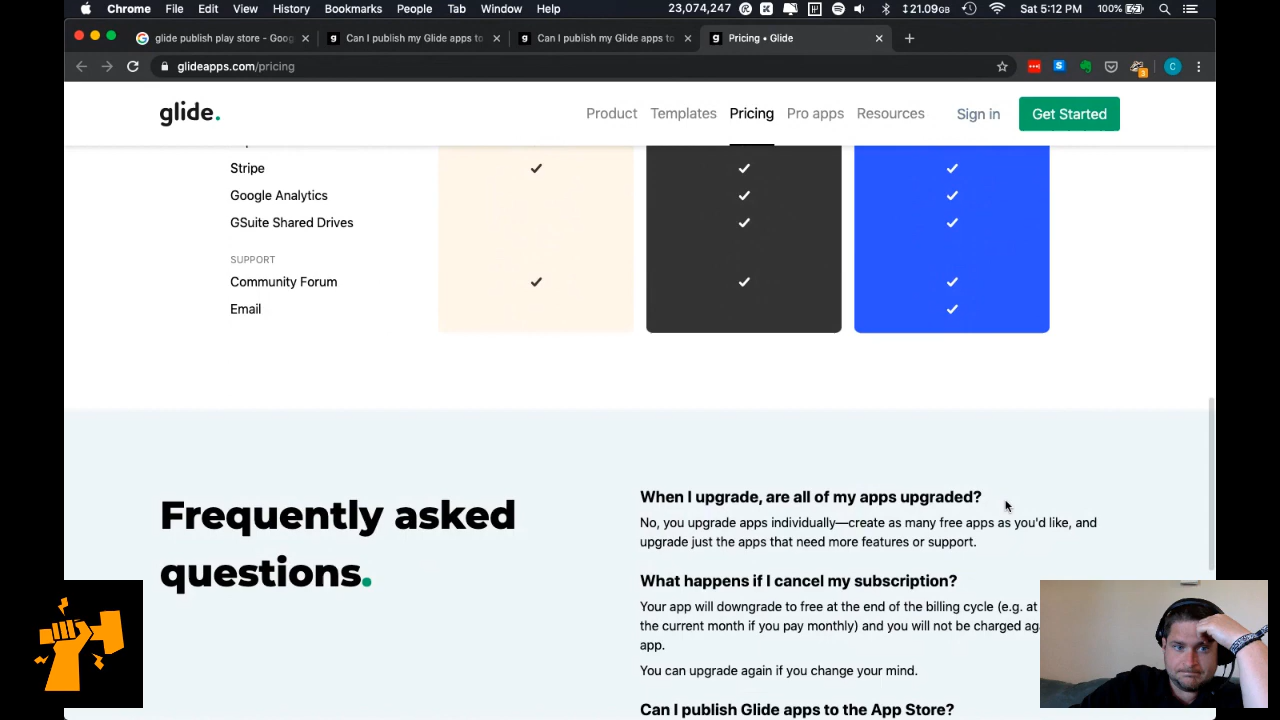 Chrome File Edit View History Bookmarks People Tab Window Help 23,074,247 21.09GB Sat 5:12 PM 100%
glide publish play store - Goog
Can I publish my Glide apps to
Can I publish my Glide apps to
Pricing • Glide
glideapps.com/pricing
3
C
glide.
Product Templates Pricing Pro apps Resources Sign in Get Started
Stripe
Google Analytics
GSuite Shared Drives
SUPPORT
Community Forum
Email
Frequently asked
questions.
When I upgrade, are all of my apps upgraded?
No, you upgrade apps individually—create as many free apps as you'd like, and
upgrade just the apps that need more features or support.
What happens if I cancel my subscription?
Your app will downgrade to free at the end of the billing cycle (e.g. at
the current month if you pay monthly) and you will not be charged
app.
You can upgrade again if you change your mind.
Can I publish Glide apps to the App Store?